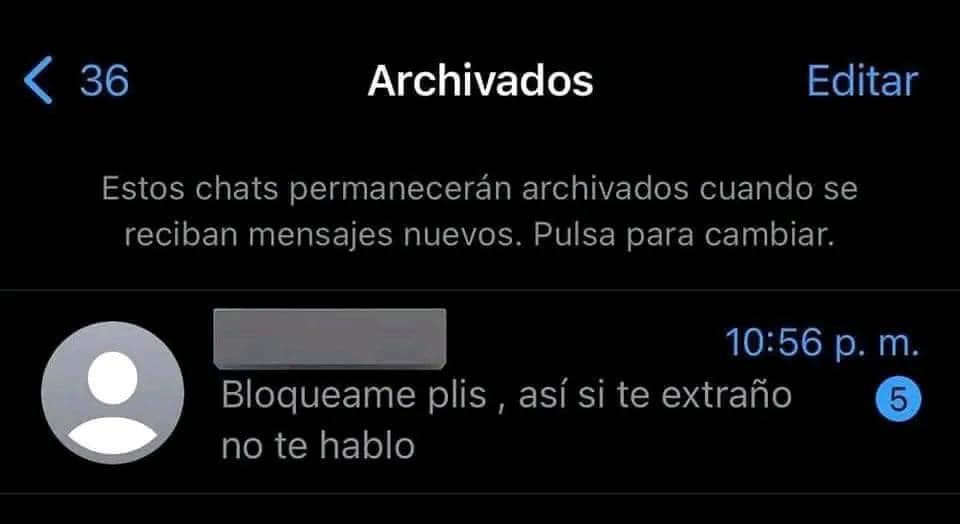 36 Archivados Editar
Estos chats permanecerán archivados cuando se
reciban mensajes nuevos. Pulsa para cambiar.
10:56 p. m.
Bloqueame plis , así si te extraño 5
no te hablo